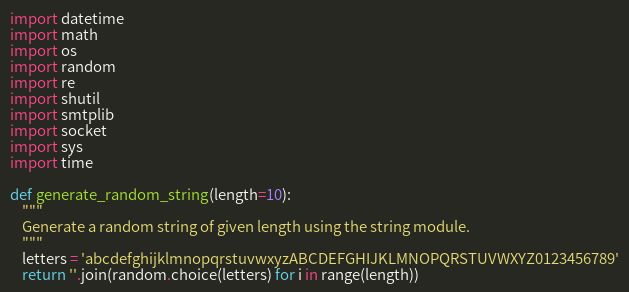 import datetime
import math
import os
import random
import re
import shutil
import smtplib
import socket
import sys
import time

def generate_random_string(length=10):
    """
    Generate a random string of given length using the string module.
    """
    letters = 'abcdefghijklmnopqrstuvwxyzABCDEFGHIJKLMNOPQRSTUVWXYZ0123456789'
    return ''.join(random.choice(letters) for i in range(length))